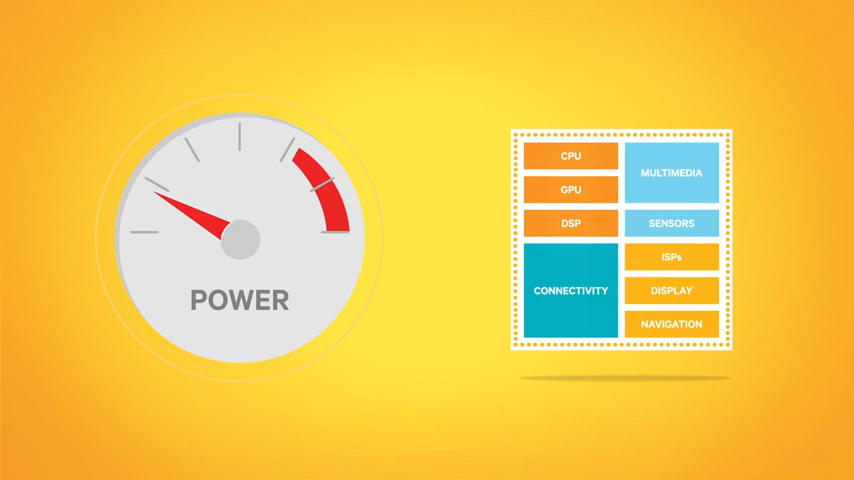 POWER
CPU
GPU
DSP
CONNECTIVITY
MULTIMEDIA
SENSORS
ISPs
DISPLAY
NAVIGATION